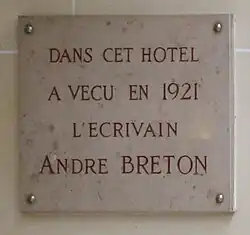 DANS CET HOTEL
A VECU EN 1921
L'ECRIVAIN
ANDRE BRETON